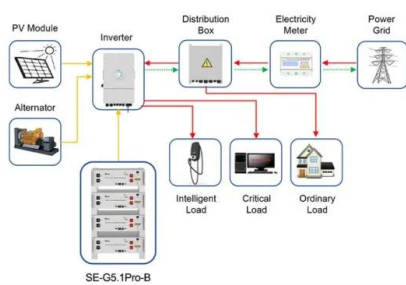 PV Module
Inverter
Distribution
Box
Electricity
Meter
Power
Grid
Alternator
Intelligent
Load
Critical
Load
Ordinary
Load
SE-G5.1Pro-B